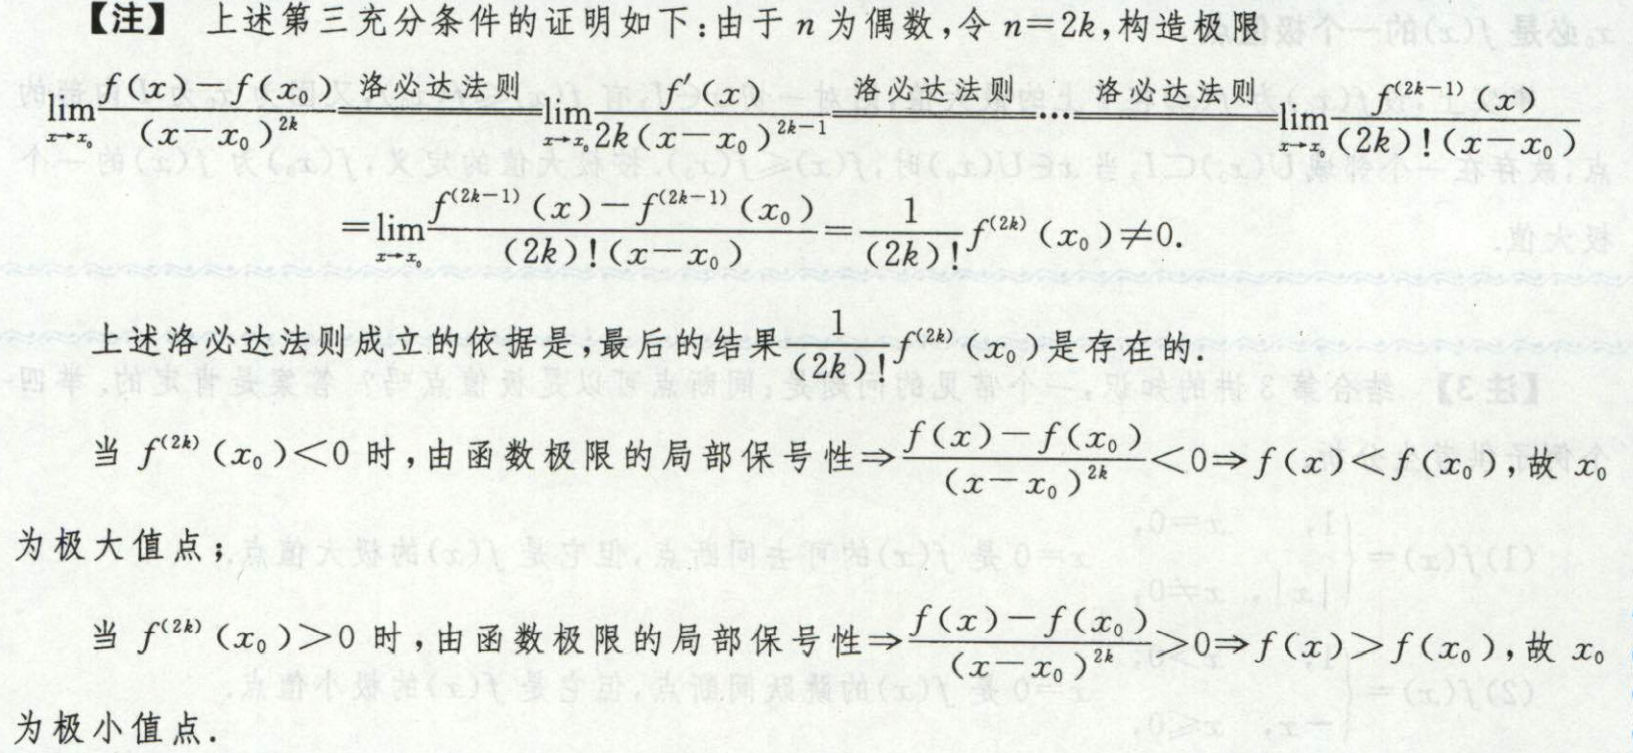 【注】 上述第三充分条件的证明如下:由于 n 为偶数,令 n=2k,构造极限
$\lim\limits_{x\to x_0}\frac{f(x)-f(x_0)}{(x-x_0)^{2k}}\xlongequal{洛必达法则}\lim\limits_{x\to x_0}\frac{f'(x)}{2k(x-x_0)^{2k-1}}\xlongequal{洛必达法则}\cdots\xlongequal{洛必达法则}\lim\limits_{x\to x_0}\frac{f^{(2k-1)}(x)}{(2k)!(x-x_0)}$
$=\lim\limits_{x\to x_0}\frac{f^{(2k-1)}(x)-f^{(2k-1)}(x_0)}{(2k)!(x-x_0)}=\frac{1}{(2k)!}f^{(2k)}(x_0)\neq 0.$
上述洛必达法则成立的依据是,最后的结果$\frac{1}{(2k)!}f^{(2k)}(x_0)$是存在的.
当 $f^{(2k)}(x_0)<0$ 时,由函数极限的局部保号性$\Rightarrow\frac{f(x)-f(x_0)}{(x-x_0)^{2k}}<0\Rightarrow f(x)<f(x_0)$,故 $x_0$
为极大值点;
当 $f^{(2k)}(x_0)>0$ 时,由函数极限的局部保号性$\Rightarrow\frac{f(x)-f(x_0)}{(x-x_0)^{2k}}>0\Rightarrow f(x)>f(x_0)$,故 $x_0$
为极小值点.